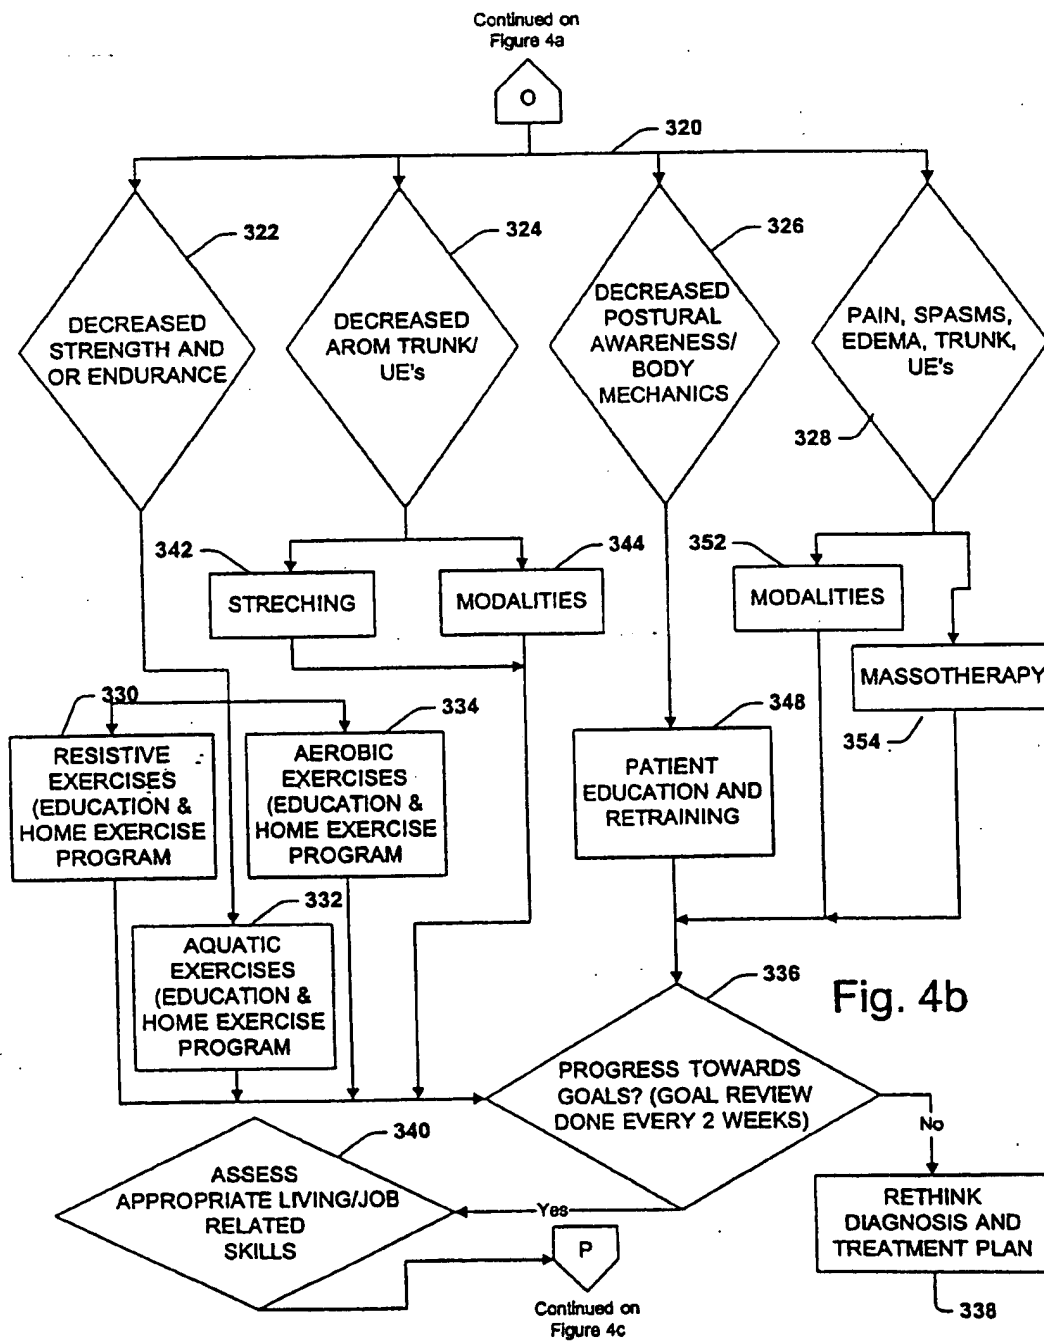 Continued on
Figure 4a
O
320
322
324
326
DECREASED
STRENGTH AND
OR ENDURANCE
DECREASED
AROM TRUNK/
UE's
DECREASED
POSTURAL
AWARENESS/
BODY
MECHANICS
PAIN, SPASMS,
EDEMA, TRUNK,
UE's
328
342
344
352
STRECHING
MODALITIES
MODALITIES
MASSOTHERAPY
354
330
334
348
RESISTIVE
EXERCISES
(EDUCATION &
HOME EXERCISE
PROGRAM
AEROBIC
EXERCISES
(EDUCATION &
HOME EXERCISE
PROGRAM
PATIENT
EDUCATION AND
RETRAINING
332
AQUATIC
EXERCISES
(EDUCATION &
HOME EXERCISE
PROGRAM
336
Fig. 4b
PROGRESS TOWARDS
GOALS? (GOAL REVIEW
DONE EVERY 2 WEEKS)
No
340
ASSESS
APPROPRIATE LIVING/JOB
RELATED
SKILLS
Yes
P
Continued on
Figure 4c
RETHINK
DIAGNOSIS AND
TREATMENT PLAN
338